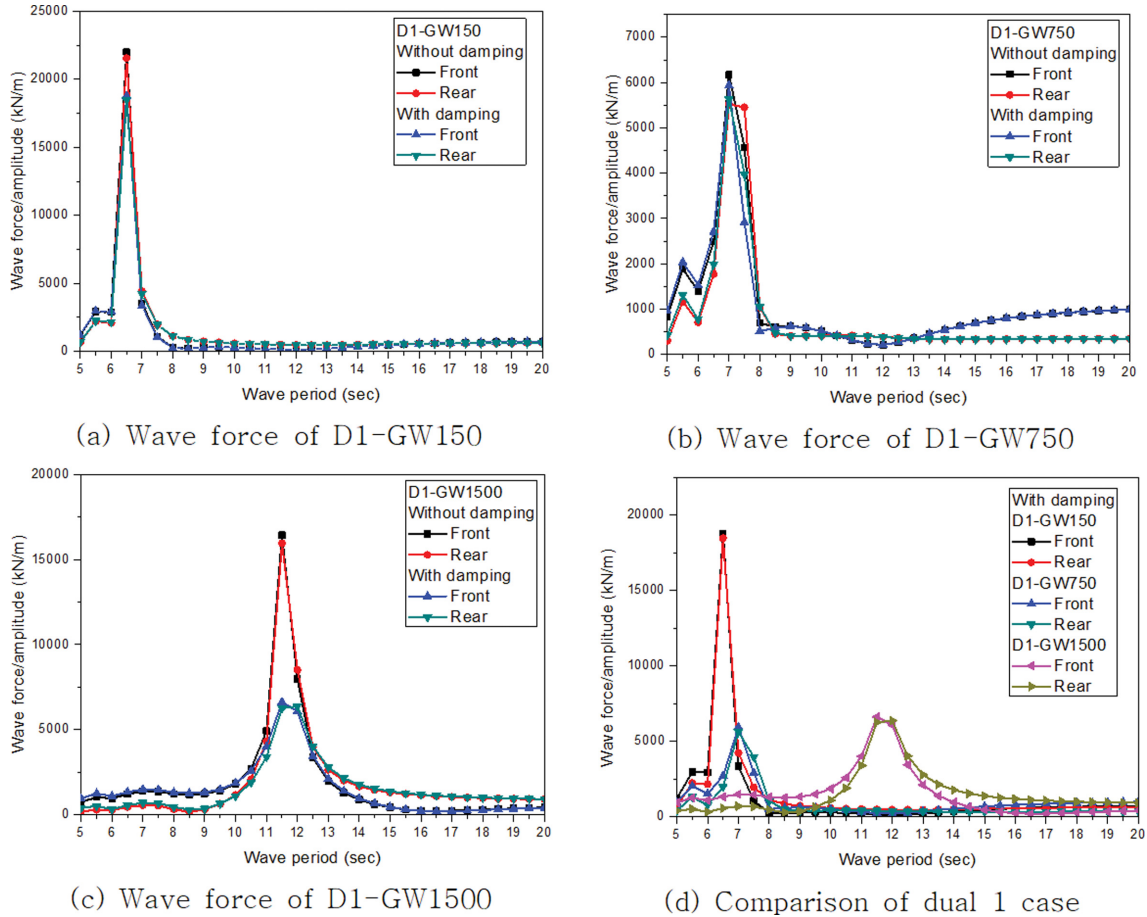 25000
20000
15000
10000
5000
0
Wave force/amplitude (kN/m)
D1-GW150
Without damping
Front
Rear
With damping
Front
Rear
5 6 7 8 9 10 11 12 13 14 15 16 17 18 19 20
Wave period (sec)
(a) Wave force of D1-GW150
7000
6000
5000
4000
3000
2000
1000
0
Wave force/amplitude (kN/m)
D1-GW750
Without damping
Front
Rear
With damping
Front
Rear
5 6 7 8 9 10 11 12 13 14 15 16 17 18 19 20
Wave period (sec)
(b) Wave force of D1-GW750
20000
15000
10000
5000
0
Wave force/amplitude (kN/m)
D1-GW1500
Without damping
Front
Rear
With damping
Front
Rear
5 6 7 8 9 10 11 12 13 14 15 16 17 18 19 20
Wave period (sec)
(c) Wave force of D1-GW1500
20000
15000
10000
5000
0
Wave force/amplitude (kN/m)
With damping
D1-GW150
Front
Rear
D1-GW750
Front
Rear
D1-GW1500
Front
Rear
5 6 7 8 9 10 11 12 13 14 15 16 17 18 19 20
Wave period (sec)
(d) Comparison of dual 1 case